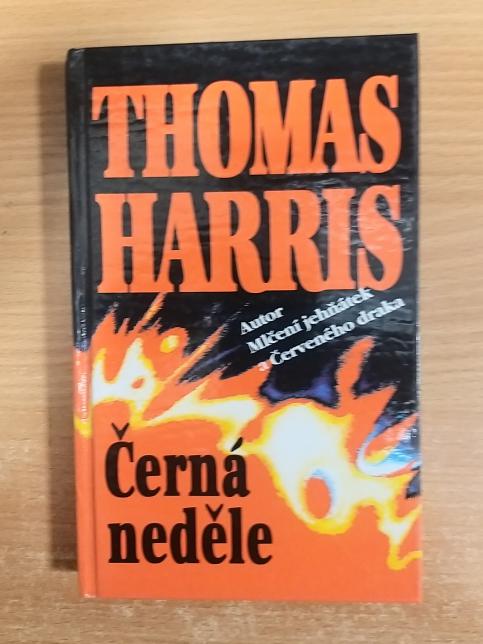 THOMAS
HARRIS
Autor
Mlčení jehňátek
a Červeného draka
Černá
neděle